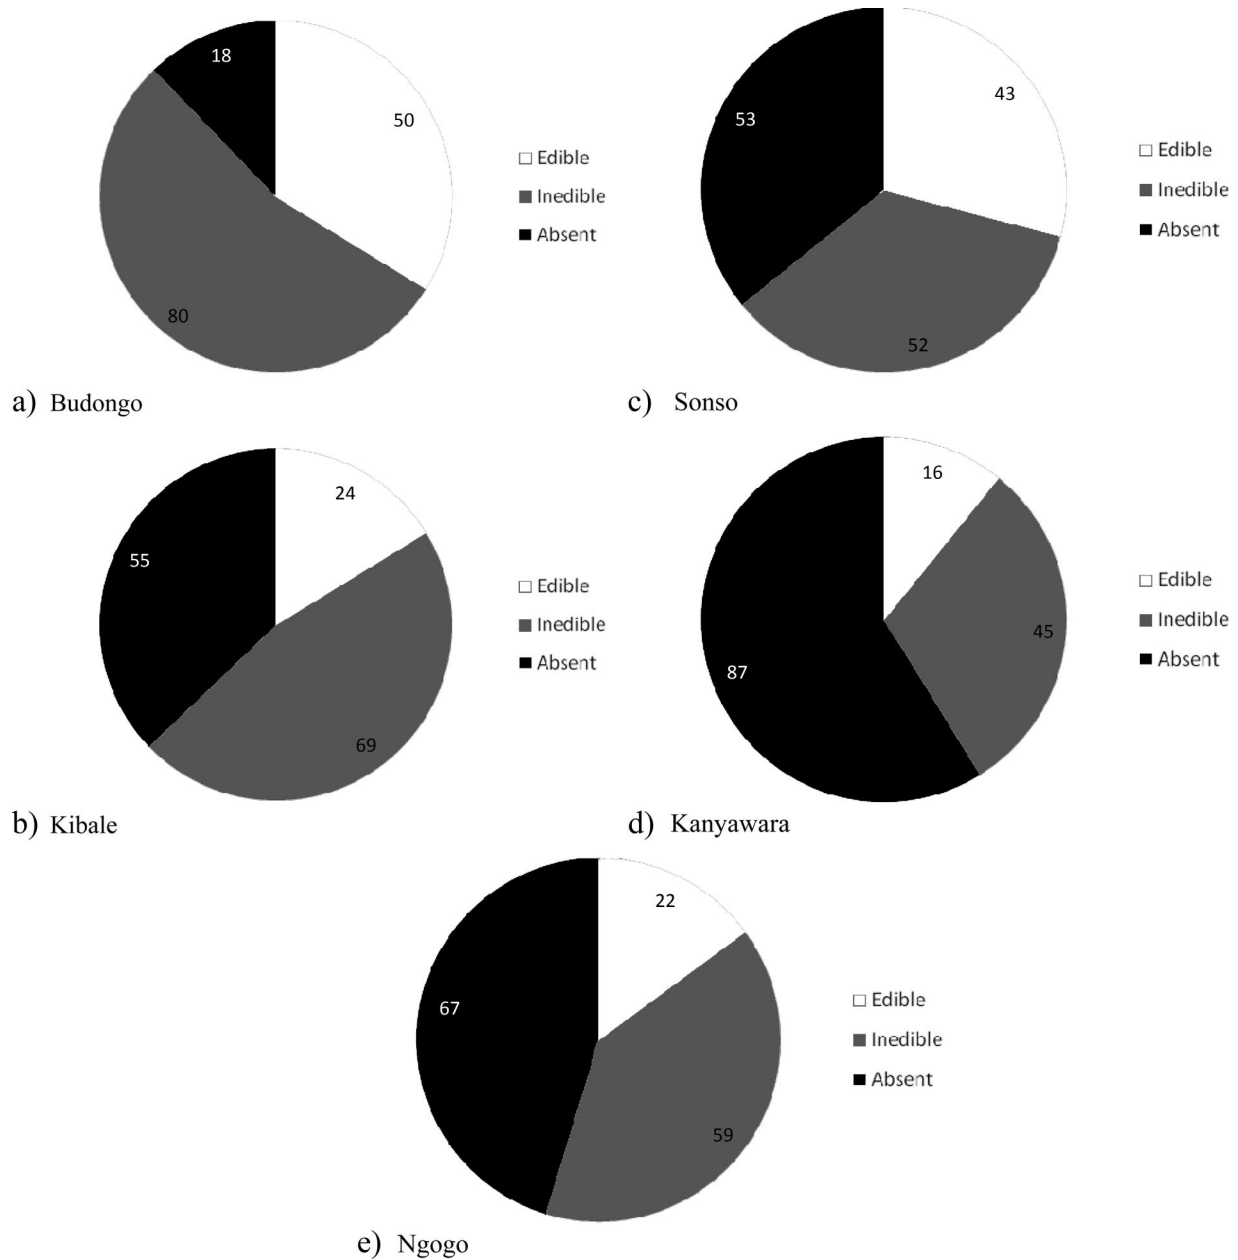 18
50
80
Edible
Inedible
Absent
a) Budongo
43
53
52
Edible
Inedible
Absent
c) Sonso
24
55
69
Edible
Inedible
Absent
b) Kibale
16
45
87
Edible
Inedible
Absent
d) Kanyawara
22
67
59
Edible
Inedible
Absent
e) Ngogo